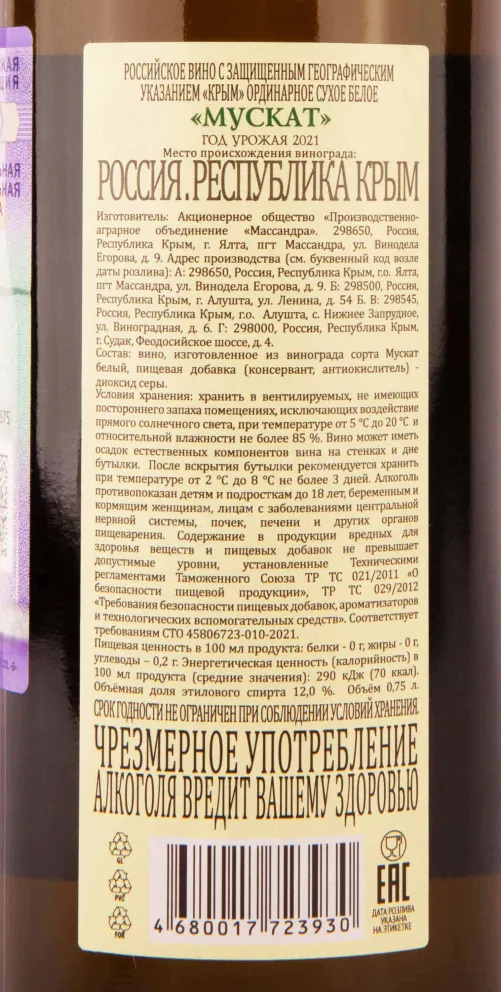 РОССИЙСКОЕ ВИНО С ЗАЩИЩЕННЫМ ГЕОГРАФИЧЕСКИМ
УКАЗАНИЕМ «КРЫМ» ОРДИНАРНОЕ СУХОЕ БЕЛОЕ
«МУСКАТ»
ГОД УРОЖАЯ 2021
Место происхождения винограда:
РОССИЯ.РЕСПУБЛИКА КРЫМ
Изготовитель: Акционерное общество «Производственно-
аграрное объединение «Массандра». 298650, Россия,
Республика Крым, г. Ялта, пгт Массандра, ул. Винодела
Егорова, д. 9. Адрес производства (см. буквенный код возле
даты розлива): А: 298650, Россия, Республика Крым, г.о. Ялта,
пгт Массандра, ул. Винодела Егорова, д. 9. Б: 298500, Россия,
Республика Крым, г. Алушта, ул. Ленина, д. 54 Б. В: 298545,
Россия, Республика Крым, г.о. Алушта, с. Нижнее Запрудное,
ул. Виноградная, д. 6. Г: 298000, Россия, Республика Крым,
г. Судак, Феодосийское шоссе, д. 4.
Состав: вино, изготовленное из винограда сорта Мускат
белый, пищевая добавка (консервант, антиокислитель) -
диоксид серы.
Условия хранения: хранить в вентилируемых, не имеющих
постороннего запаха помещениях, исключающих воздействие
прямого солнечного света, при температуре от 5 °С до 20 °С и
относительной влажности не более 85 %. Вино может иметь
осадок естественных компонентов вина на стенках и дне
бутылки. После вскрытия бутылки рекомендуется хранить
при температуре от 2 °С до 8 °С не более 3 дней. Алкоголь
противопоказан детям и подросткам до 18 лет, беременным и
кормящим женщинам, лицам с заболеваниями центральной
нервной системы, почек, печени и других органов
пищеварения. Содержание в продукции вредных для
здоровья веществ и пищевых добавок не превышает
допустимые уровни, установленные Техническими
регламентами Таможенного Союза ТР ТС 021/2011 «О
безопасности пищевой продукции», ТР ТС 029/2012
«Требования безопасности пищевых добавок, ароматизаторов
и технологических вспомогательных средств». Соответствует
требованиям СТО 45806723-010-2021.
Пищевая ценность в 100 мл продукта: белки - 0 г, жиры - 0 г,
углеводы – 0,2 г. Энергетическая ценность (калорийность) в
100 мл продукта (средние значения): 290 кДж (70 ккал).
Объёмная доля этилового спирта 12,0 %. Объём 0,75 л.
СРОК ГОДНОСТИ НЕ ОГРАНИЧЕН ПРИ СОБЛЮДЕНИИ УСЛОВИЙ ХРАНЕНИЯ.
ЧРЕЗМЕРНОЕ УПОТРЕБЛЕНИЕ
АЛКОГОЛЯ ВРЕДИТ ВАШЕМУ ЗДОРОВЬЮ
GL
PVC
FOR
4 680017 723930
ЕАС
ДАТА РОЗЛИВА
УКАЗАНА
НА ЭТИКЕТКЕ